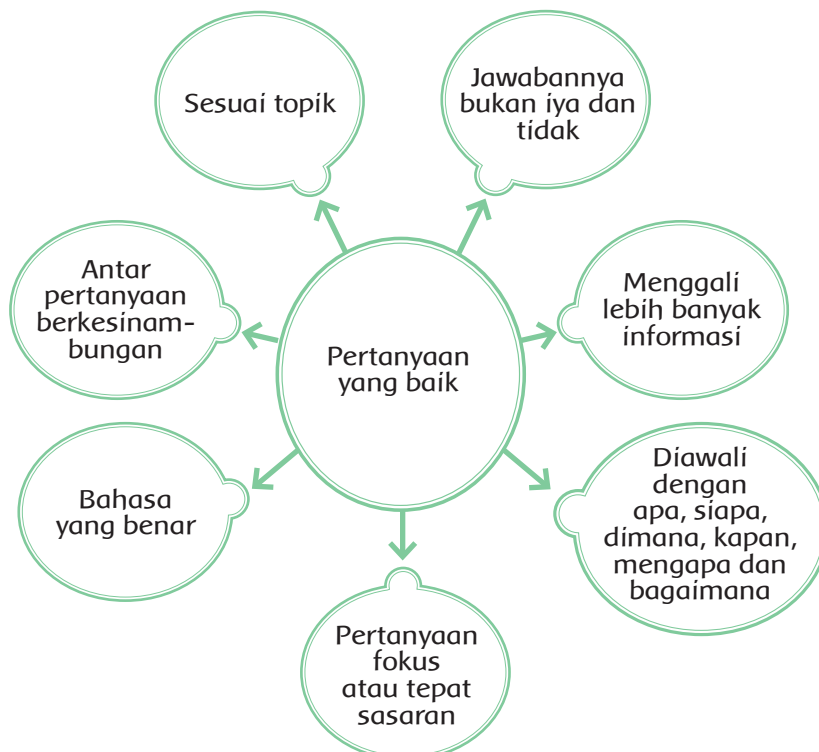 Sesuai topik
Jawabannya
bukan iya dan
tidak
Antar
pertanyaan
berkesinam-
bungan
Menggali
lebih banyak
informasi
Pertanyaan
yang baik
Bahasa
yang benar
Diawali
dengan
apa, siapa,
dimana, kapan,
mengapa dan
bagaimana
Pertanyaan
fokus
atau tepat
sasaran